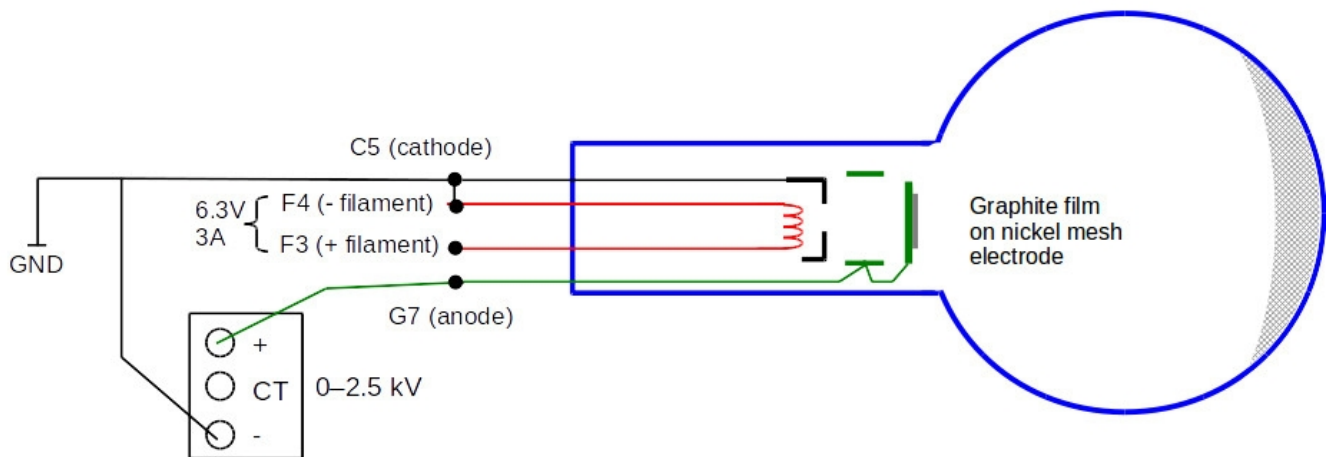 C5 (cathode)
6.3V
3A
F4 (- filament)
F3 (+ filament)
GND
G7 (anode)
+
CT
-
0–2.5 kV
Graphite film
on nickel mesh
electrode